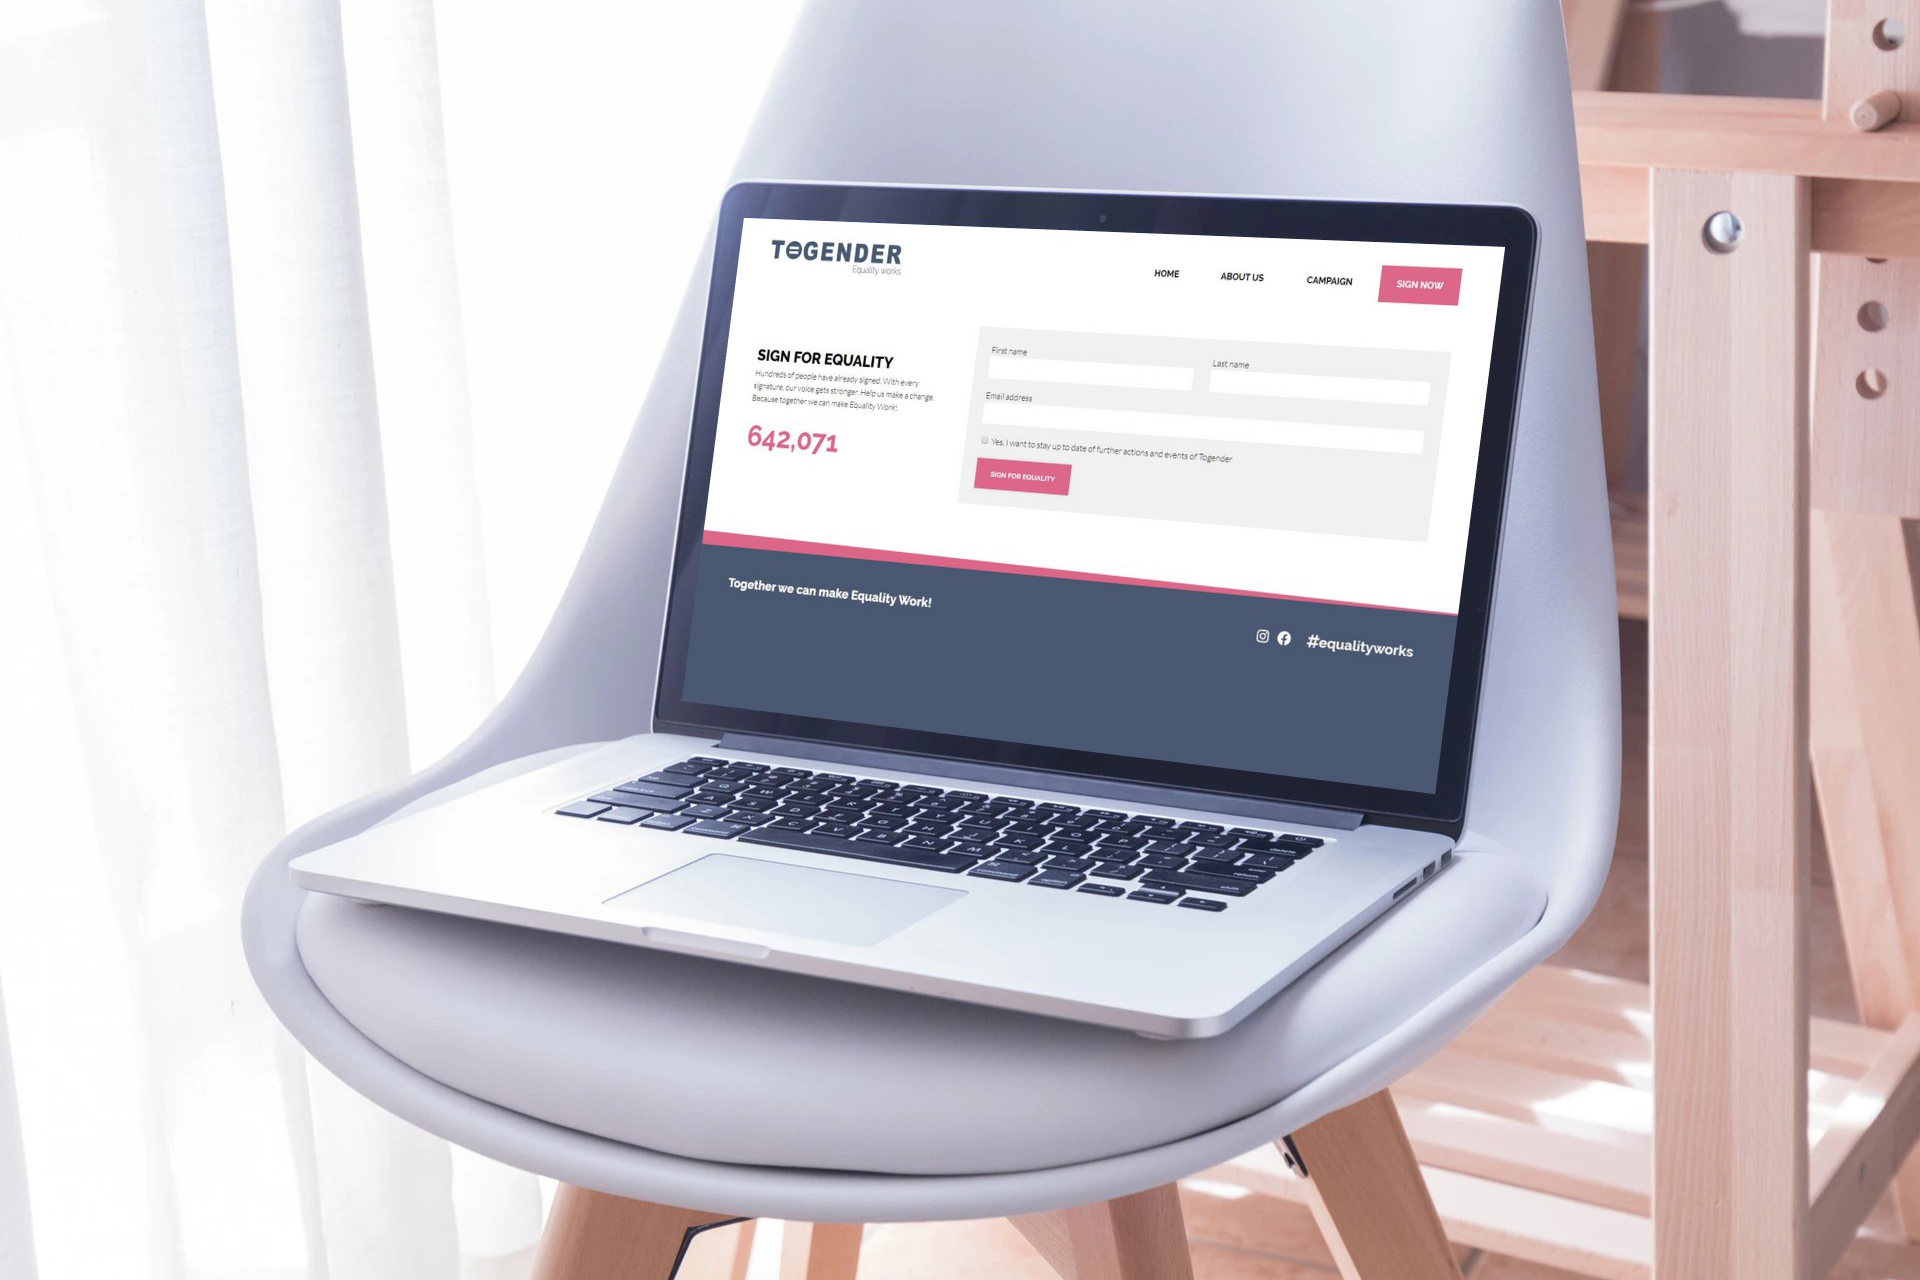 TOGENDER
Equality works
HOME ABOUT US CAMPAIGN SIGN NOW
SIGN FOR EQUALITY
Hundreds of people have already signed. With every
signature, our voice gets stronger. Help us make a change.
Because together we can make Equality Work!
642,071
First name
Last name
Email address
Yes, I want to stay up to date of further actions and events of Togender
SIGN FOR EQUALITY
Together we can make Equality Work!
#equalityworks